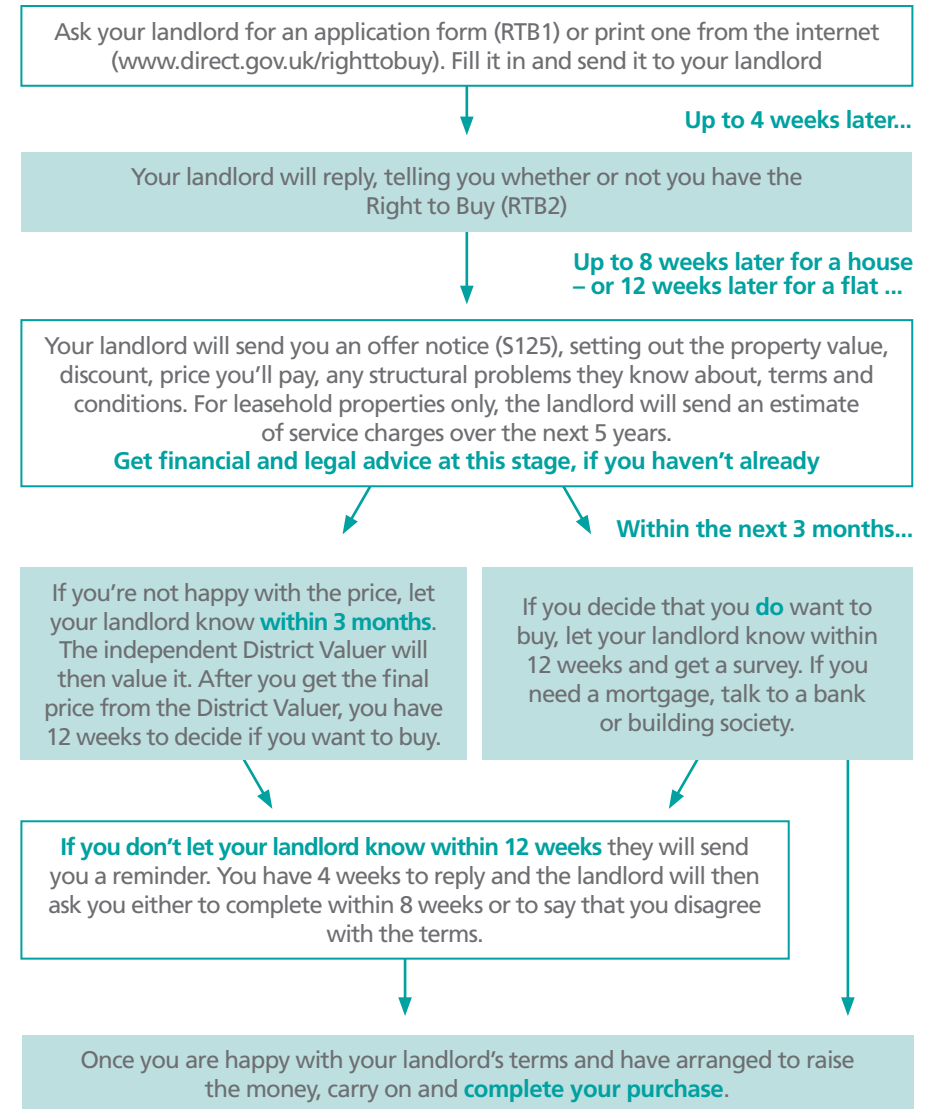 Ask your landlord for an application form (RTB1) or print one from the internet
(www.direct.gov.uk/righttobuy). Fill it in and send it to your landlord
Up to 4 weeks later...
Your landlord will reply, telling you whether or not you have the
Right to Buy (RTB2)
Up to 8 weeks later for a house
– or 12 weeks later for a flat ...
Your landlord will send you an offer notice (S125), setting out the property value,
discount, price you’ll pay, any structural problems they know about, terms and
conditions. For leasehold properties only, the landlord will send an estimate
of service charges over the next 5 years.
Get financial and legal advice at this stage, if you haven’t already
Within the next 3 months...
If you’re not happy with the price, let
your landlord know within 3 months.
The independent District Valuer will
then value it. After you get the final
price from the District Valuer, you have
12 weeks to decide if you want to buy.
If you decide that you do want to
buy, let your landlord know within
12 weeks and get a survey. If you
need a mortgage, talk to a bank
or building society.
If you don’t let your landlord know within 12 weeks they will send
you a reminder. You have 4 weeks to reply and the landlord will then
ask you either to complete within 8 weeks or to say that you disagree
with the terms.
Once you are happy with your landlord’s terms and have arranged to raise
the money, carry on and complete your purchase.